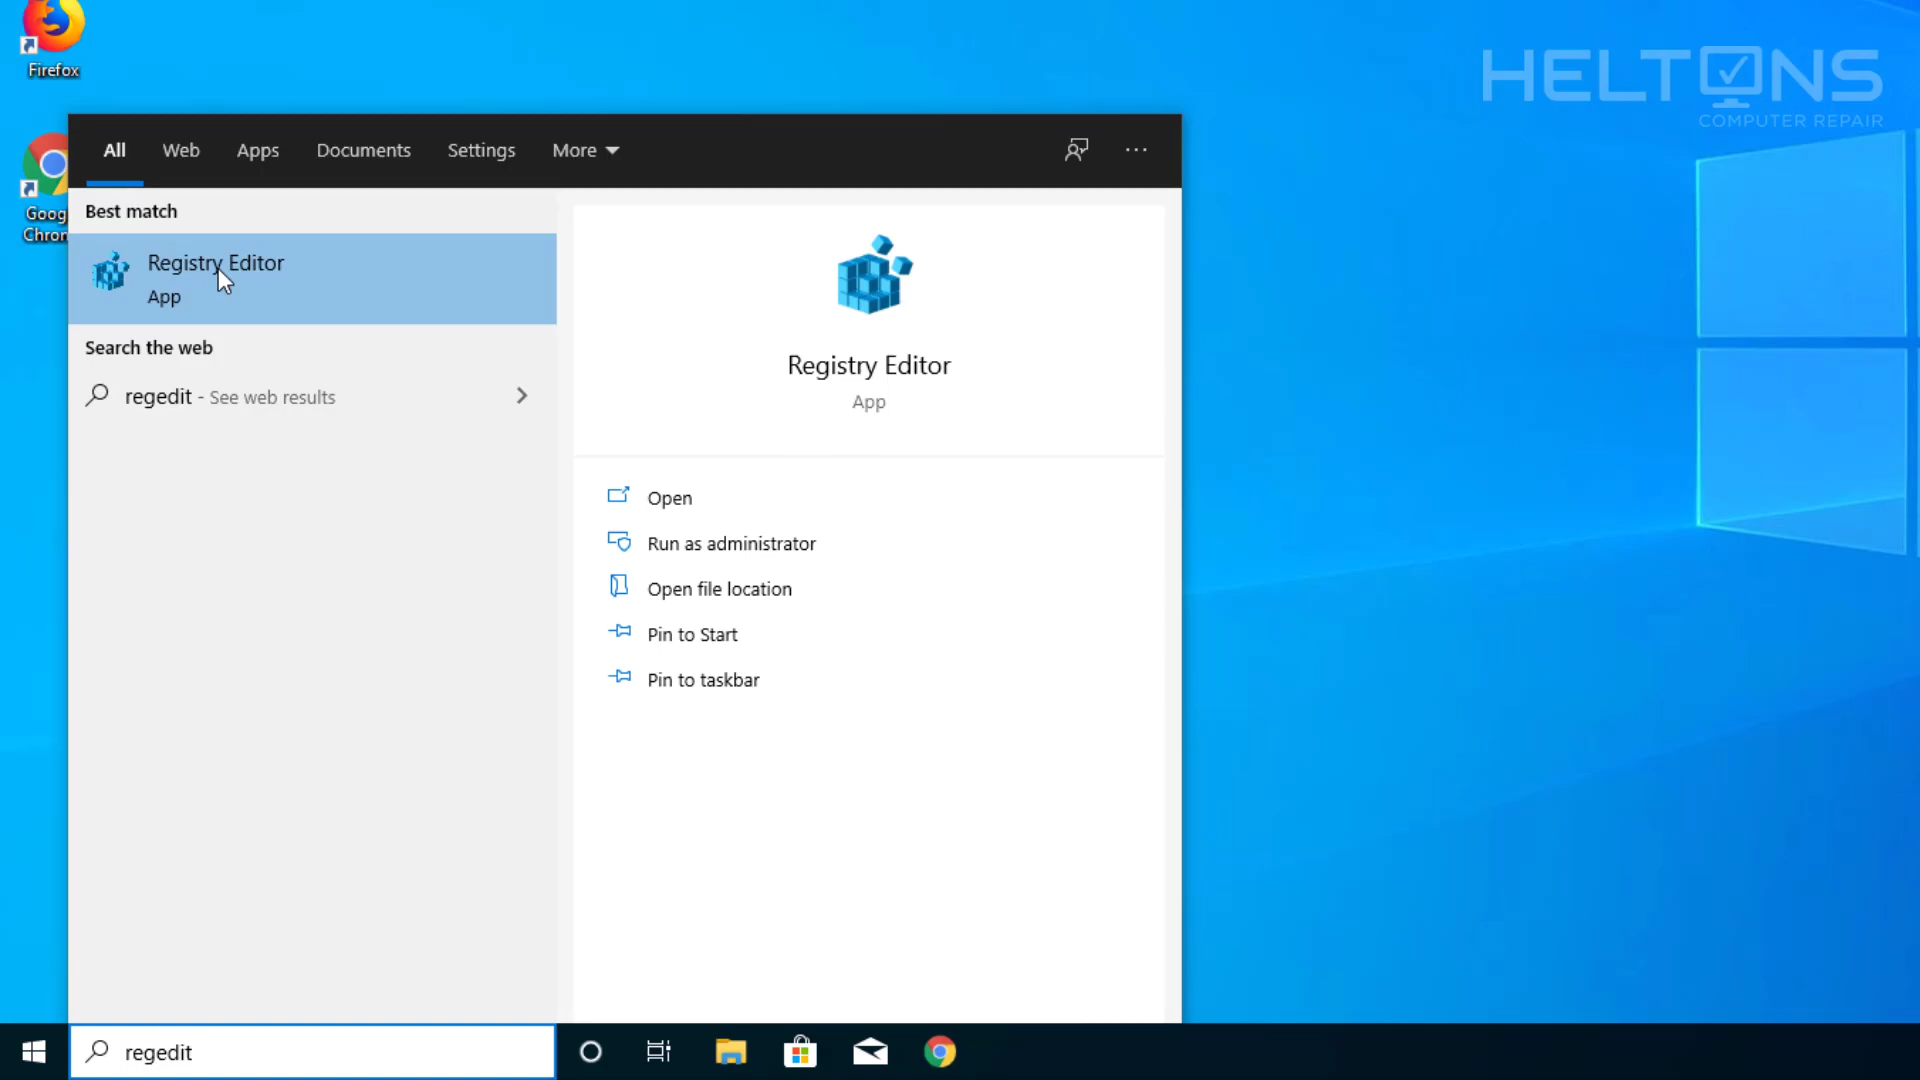 Firefox
HELTONS
COMPUTER REPAIR
All Web Apps Documents Settings More
Goog
Chron
Best match
Registry Editor
App
Search the web
regedit - See web results
Registry Editor
App
Open
Run as administrator
Open file location
Pin to Start
Pin to taskbar
regedit